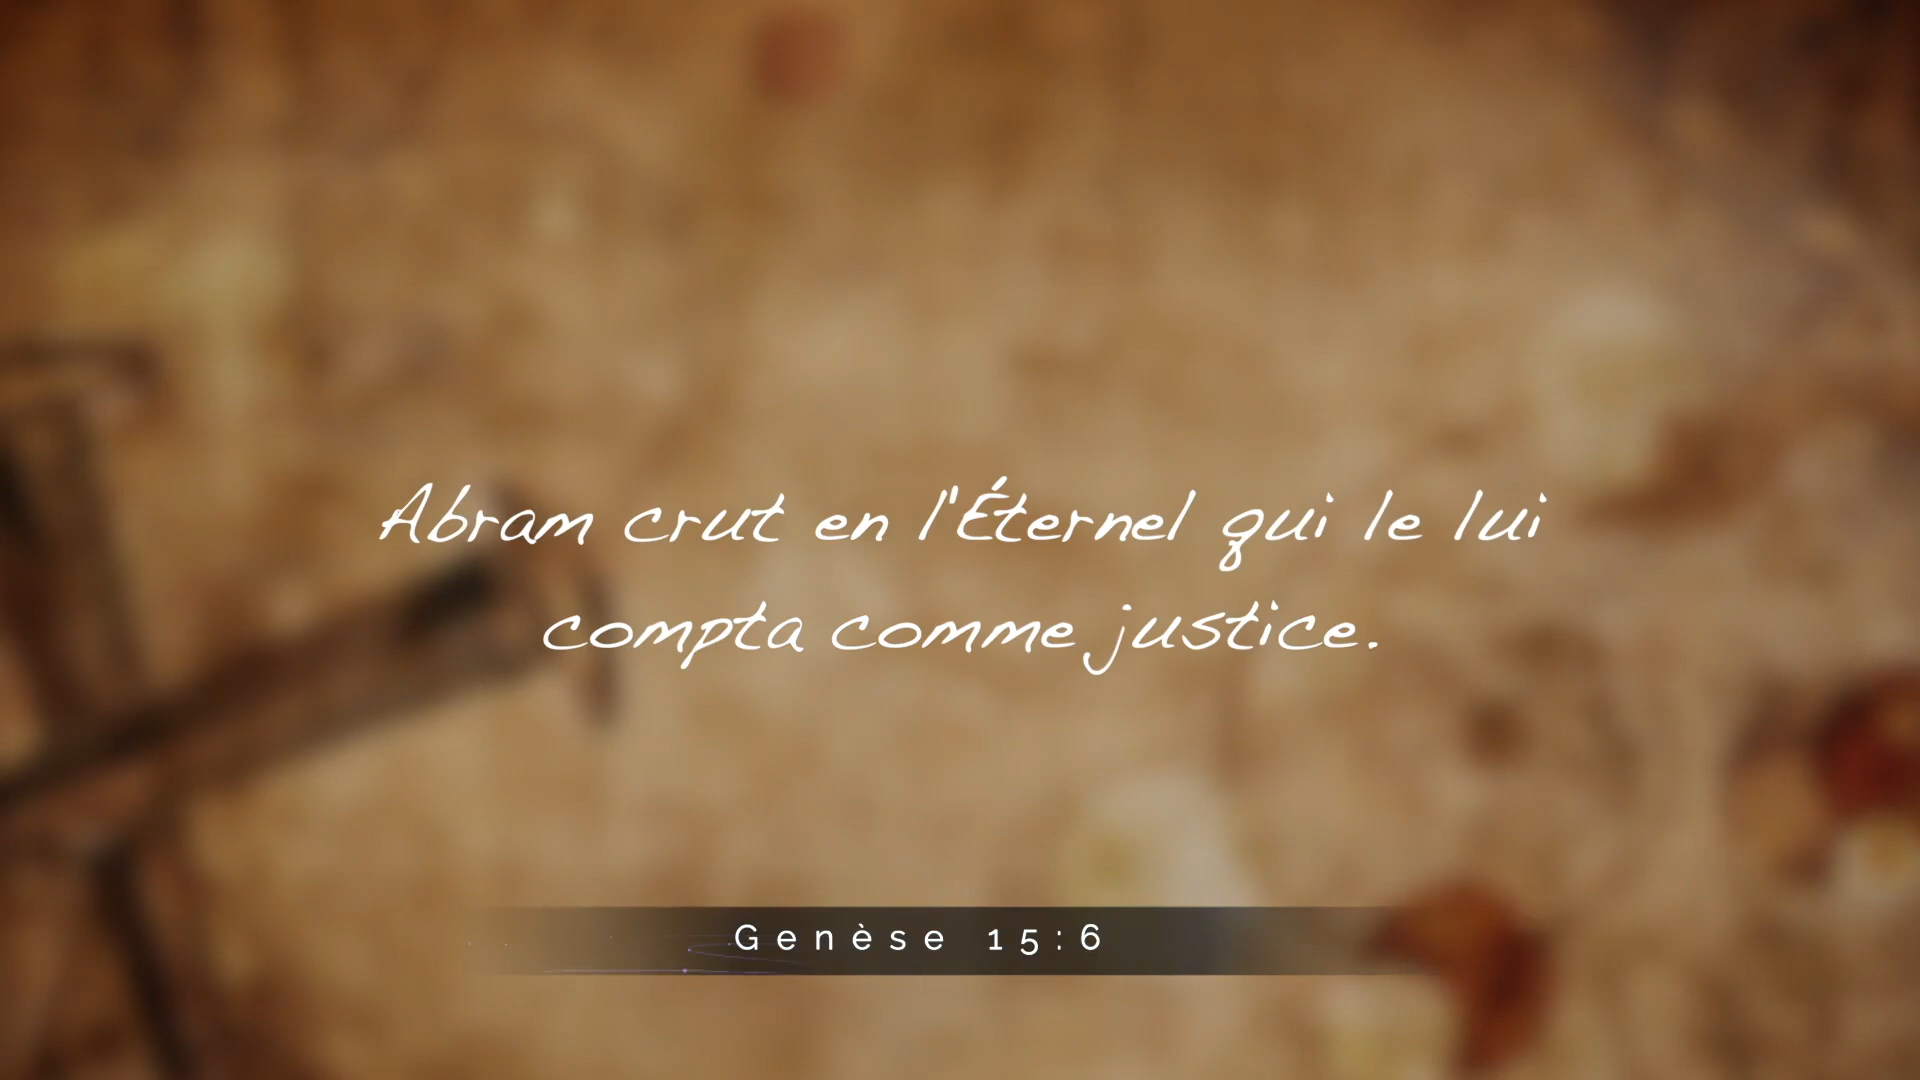 Abram crut en l'Éternel qui le lui
compta comme justice.
Genèse 15:6